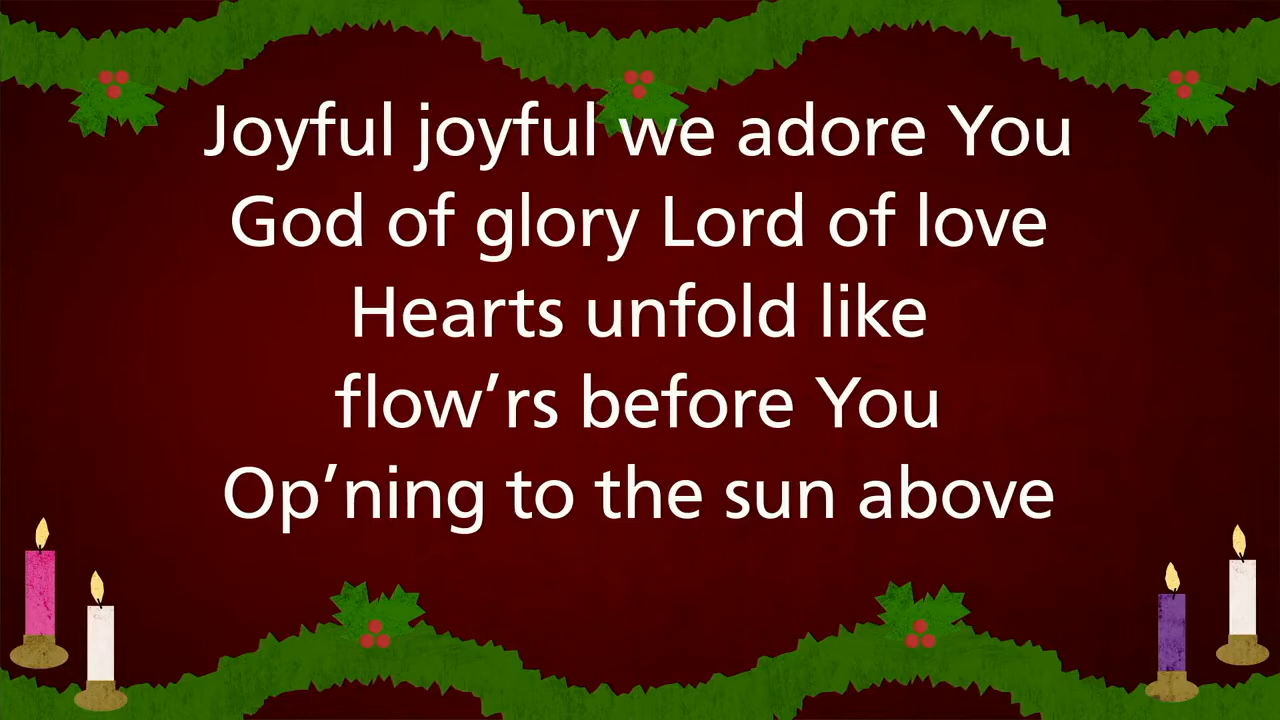 Joyful joyful we adore You
God of glory Lord of love
Hearts unfold like
flow’rs before You
Op’ning to the sun above